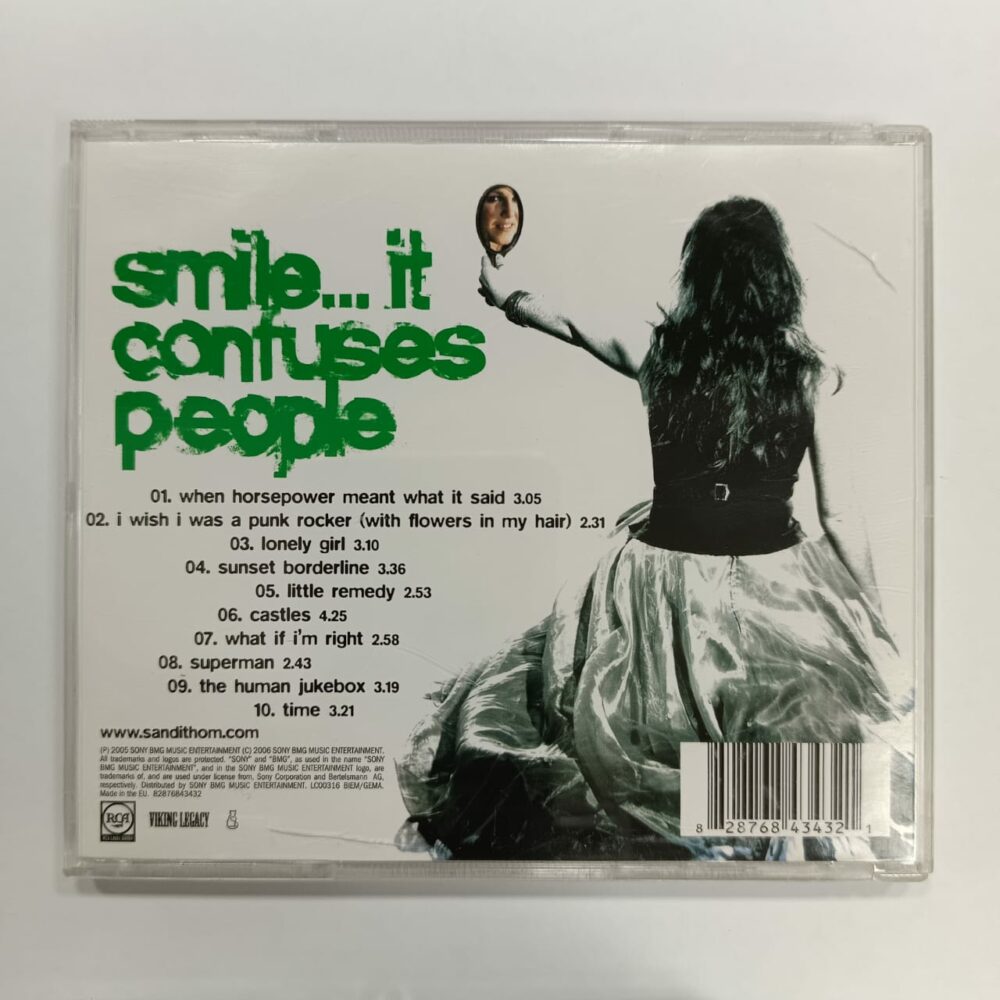 smile... it
confuses
people
01. when horsepower meant what it said 3.05
02. i wish i was a punk rocker (with flowers in my hair) 2.31
03. lonely girl 3.10
04. sunset borderline 3.36
05. little remedy 2.53
06. castles 4.25
07. what if i'm right 2.58
08. superman 2.43
09. the human jukebox 3.19
10. time 3.21
www.sandithom.com
(P) 2005 SONY BMG MUSIC ENTERTAINMENT (C) 2006 SONY BMG MUSIC ENTERTAINMENT.
All trademarks and logos are protected. "SONY" and "BMG", as used in the name "SONY
BMG MUSIC ENTERTAINMENT", and in the SONY BMG MUSIC ENTERTAINMENT logo, are
trademarks of, and are used under license from, Sony Corporation and Bertelsmann AG,
respectively. Distributed by SONY BMG MUSIC ENTERTAINMENT. LC00316 BIEM/GEMA.
Made in the EU. 82876843432
RCA
VIKING LEGACY
8 28768 43432 1